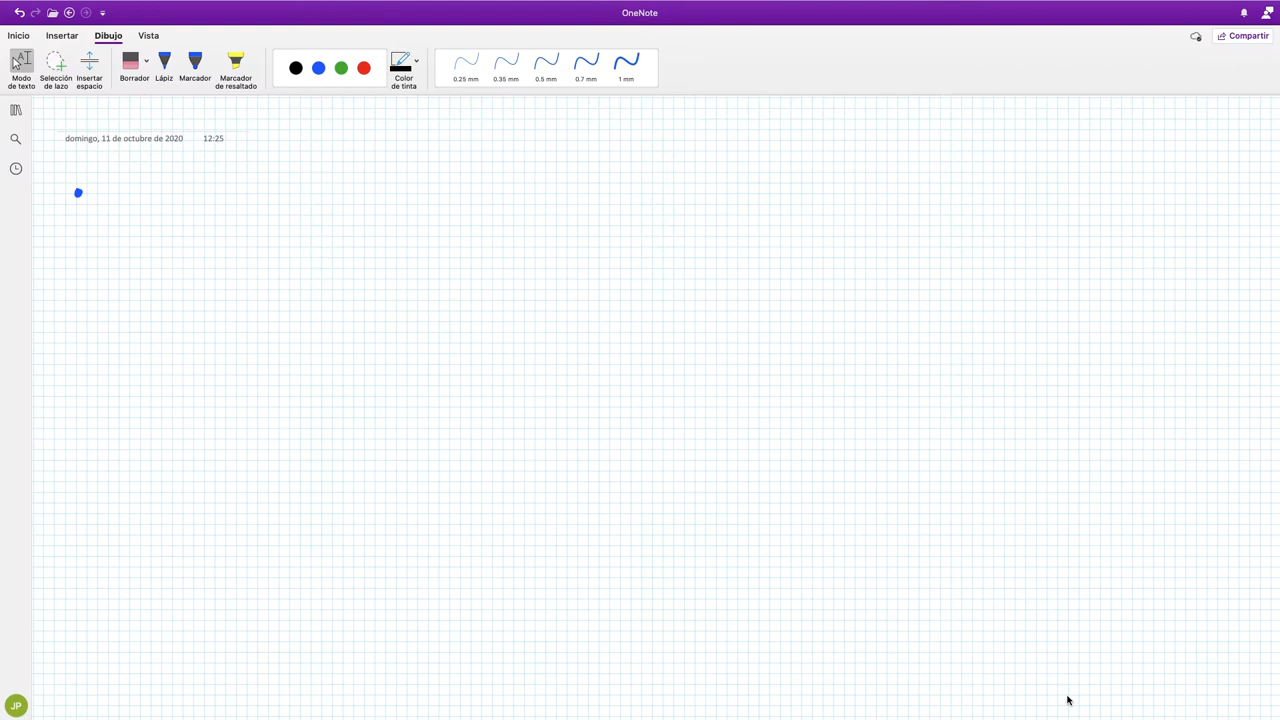 OneNote
Inicio Insertar Dibujo Vista
Compartir
Modo de texto
Selección de lazo
Insertar espacio
Borrador
Lápiz
Marcador
Marcador de resaltado
Color de tinta
0.25 mm 0.35 mm 0.5 mm 0.7 mm 1 mm
domingo, 11 de octubre de 2020 12:25
JP